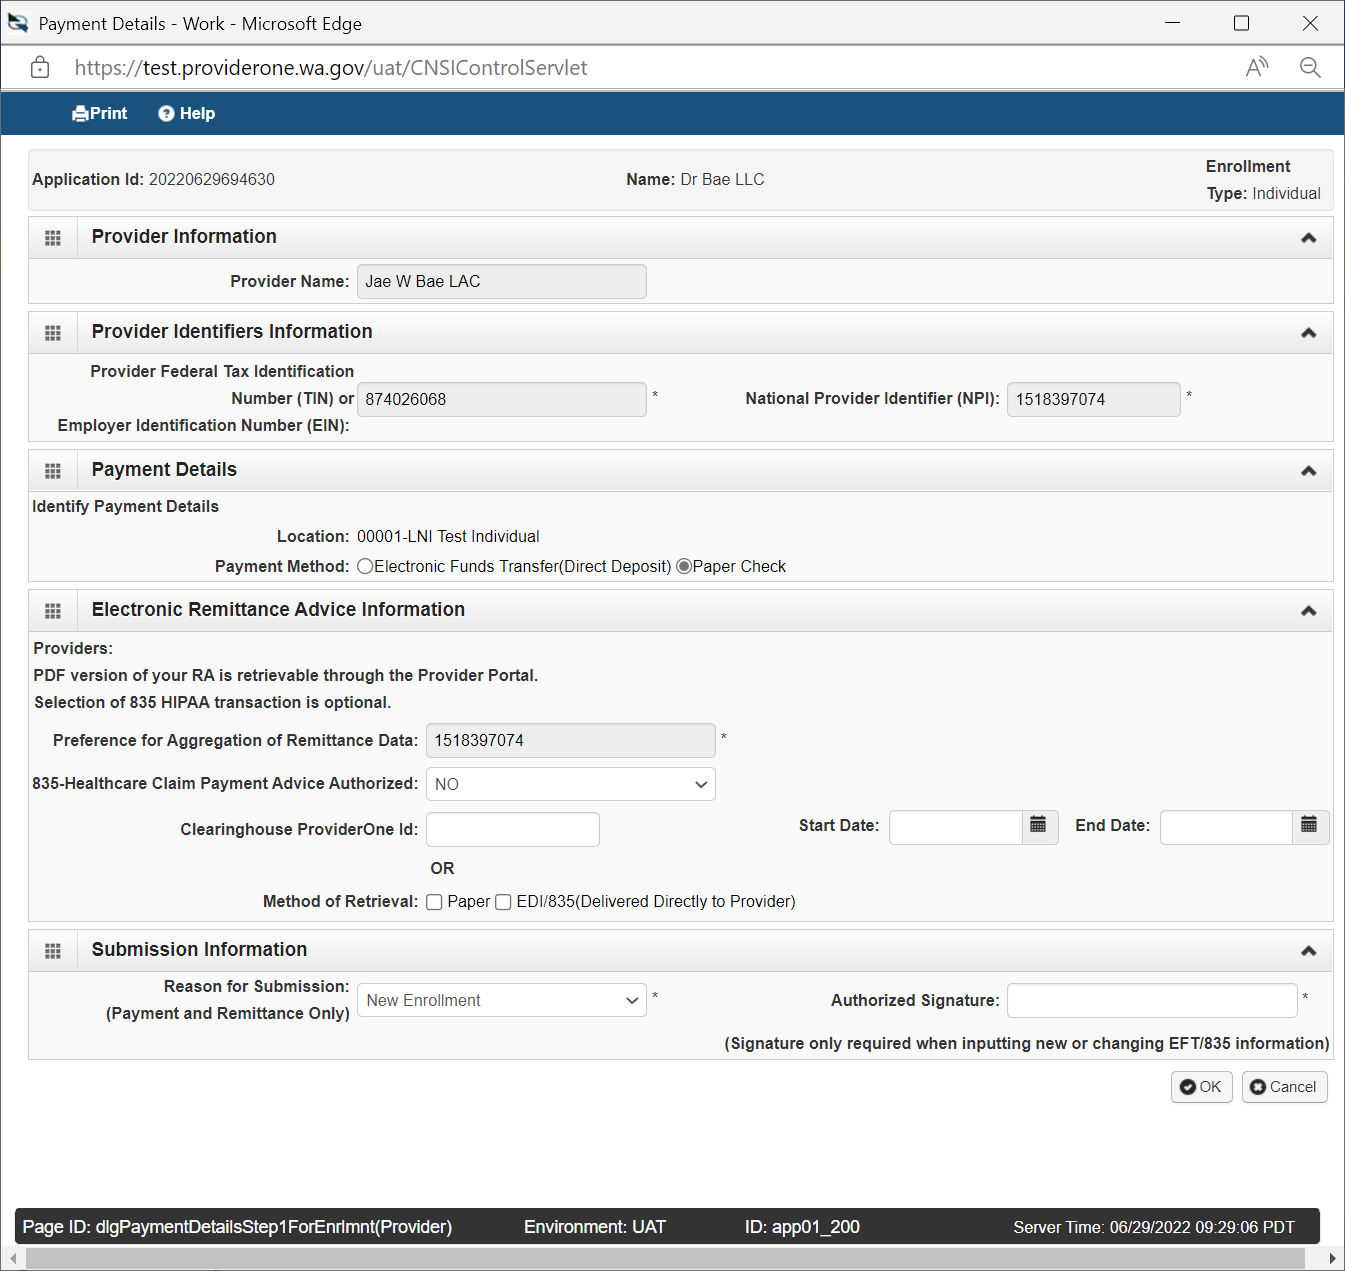 Payment Details - Work - Microsoft Edge
https://test.providerone.wa.gov/uat/CNSIControlServlet
Print Help
Application Id: 20220629694630 Name: Dr Bae LLC Enrollment
Type: Individual
Provider Information
Provider Name: Jae W Bae LAC
Provider Identifiers Information
Provider Federal Tax Identification
Number (TIN) or 874026068 * National Provider Identifier (NPI): 1518397074 *
Employer Identification Number (EIN):
Payment Details
Identify Payment Details
Location: 00001-LNI Test Individual
Payment Method: Electronic Funds Transfer(Direct Deposit) Paper Check
Electronic Remittance Advice Information
Providers:
PDF version of your RA is retrievable through the Provider Portal.
Selection of 835 HIPAA transaction is optional.
Preference for Aggregation of Remittance Data: 1518397074 *
835-Healthcare Claim Payment Advice Authorized: NO
Clearinghouse ProviderOne Id: Start Date: End Date:
OR
Method of Retrieval: Paper EDI/835(Delivered Directly to Provider)
Submission Information
Reason for Submission: New Enrollment * Authorized Signature: *
(Payment and Remittance Only)
(Signature only required when inputting new or changing EFT/835 information)
OK Cancel
Page ID: dlgPaymentDetailsStep1ForEnrlmnt(Provider) Environment: UAT ID: app01_200 Server Time: 06/29/2022 09:29:06 PDT